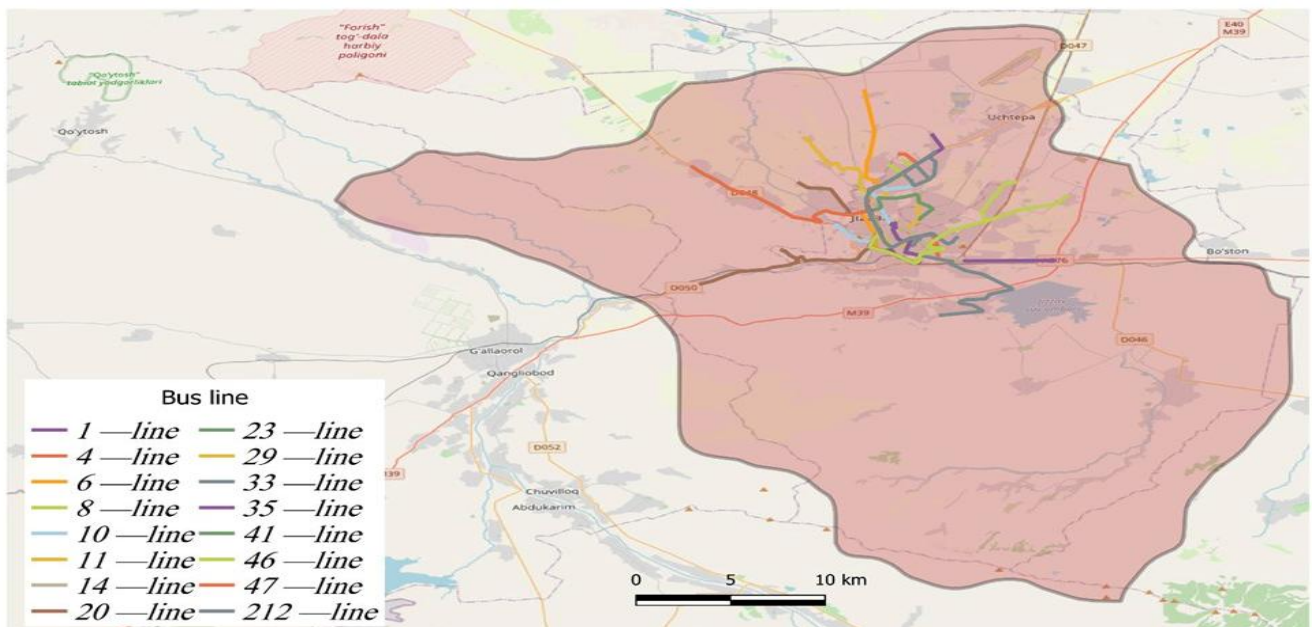 "Forish"
tog'-dala
harbiy
poligoni
E40
M39
D047
"Qo'ytosh"
tabiat yodgorliklari
Uchtepa
Qo'ytosh
D048
Bo'ston
D050
M39
D046
G'allaorol
Qangliobod
Bus line
1 —line
23 —line
4 —line
29 —line
6 —line
33 —line
8 —line
35 —line
10 —line
41 —line
11 —line
46 —line
14 —line
47 —line
20 —line
212 —line
D052
Chuvilloq
Abdukarim
0 5 10 km